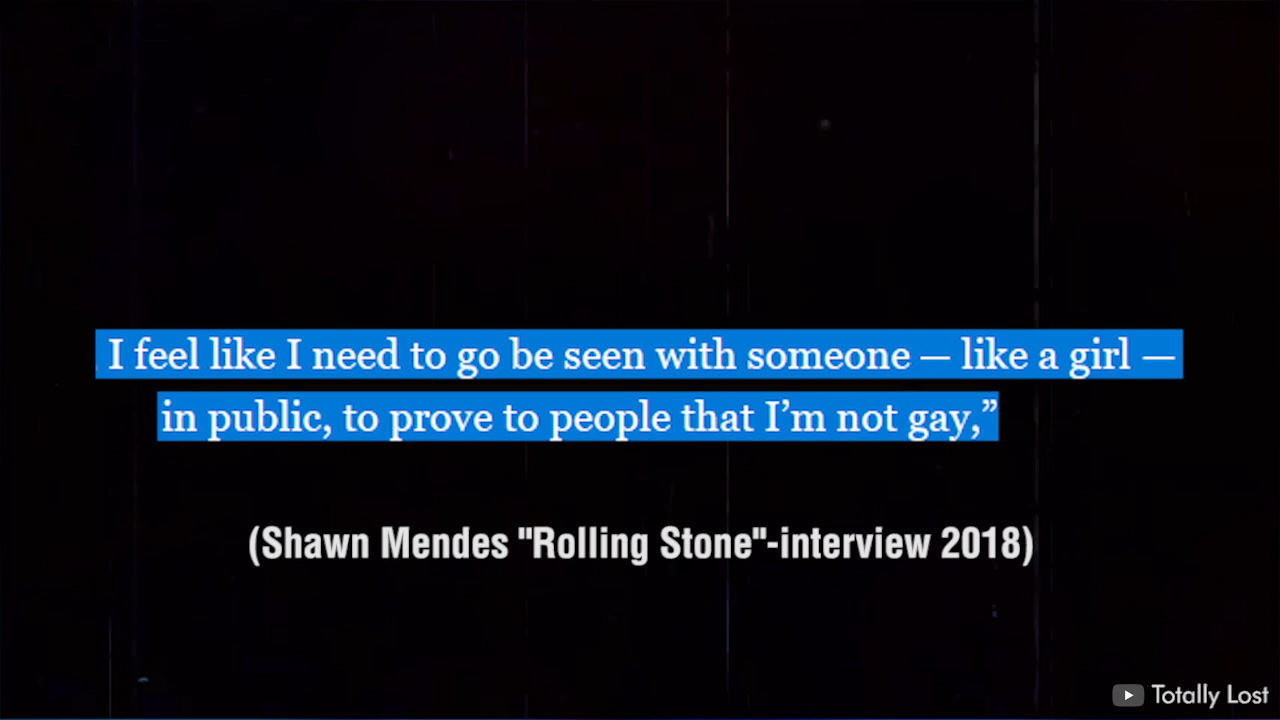 I feel like I need to go be seen with someone — like a girl —
in public, to prove to people that I’m not gay,”
(Shawn Mendes "Rolling Stone"-interview 2018)
Totally Lost